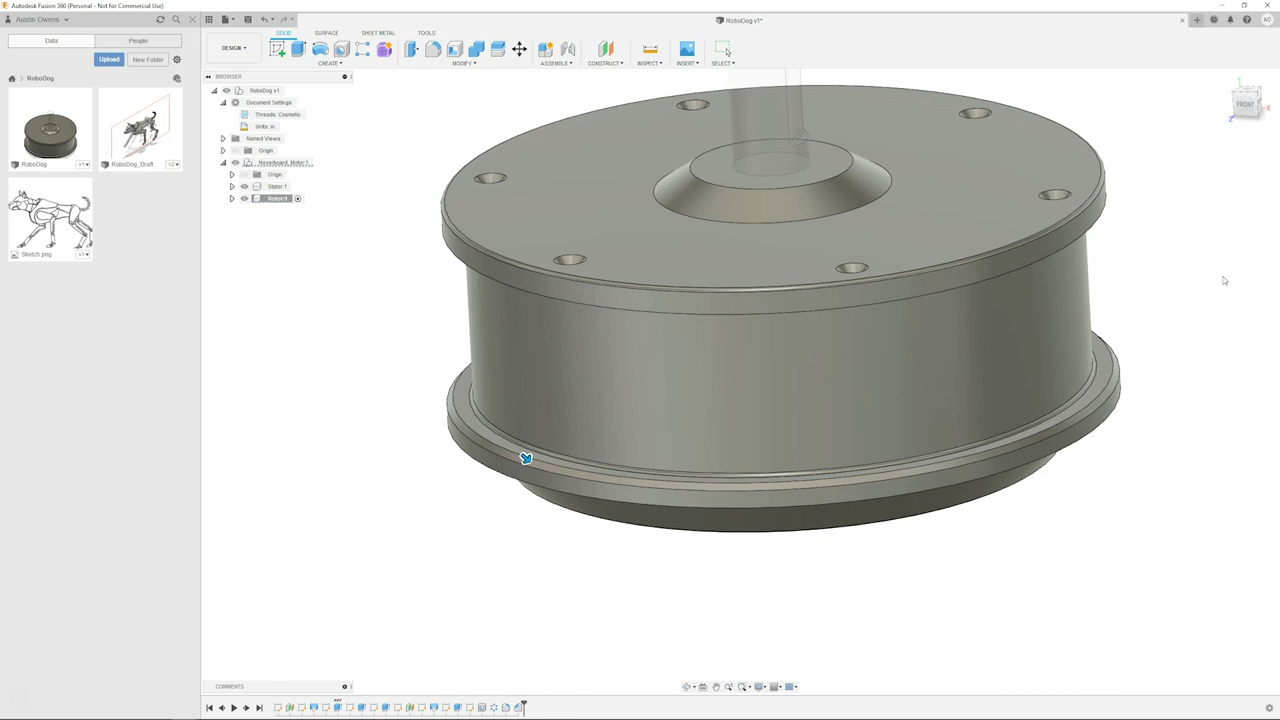 Autodesk Fusion 360 (Personal - Not for Commercial Use)
Austin Owens
RoboDog v1*
AO
Data
People
Upload
New Folder
RoboDog
RoboDog
v1
RoboDog_Draft
v2
Sketch.png
v1
DESIGN
SOLID
SURFACE
SHEET METAL
TOOLS
CREATE
MODIFY
ASSEMBLE
CONSTRUCT
INSPECT
INSERT
SELECT
BROWSER
RoboDog v1
Document Settings
Threads: Cosmetic
Units: in
Named Views
Origin
Hoverboard_Motor:1
Origin
Stator:1
Rotor:1
FRONT
X
Y
Z
COMMENTS